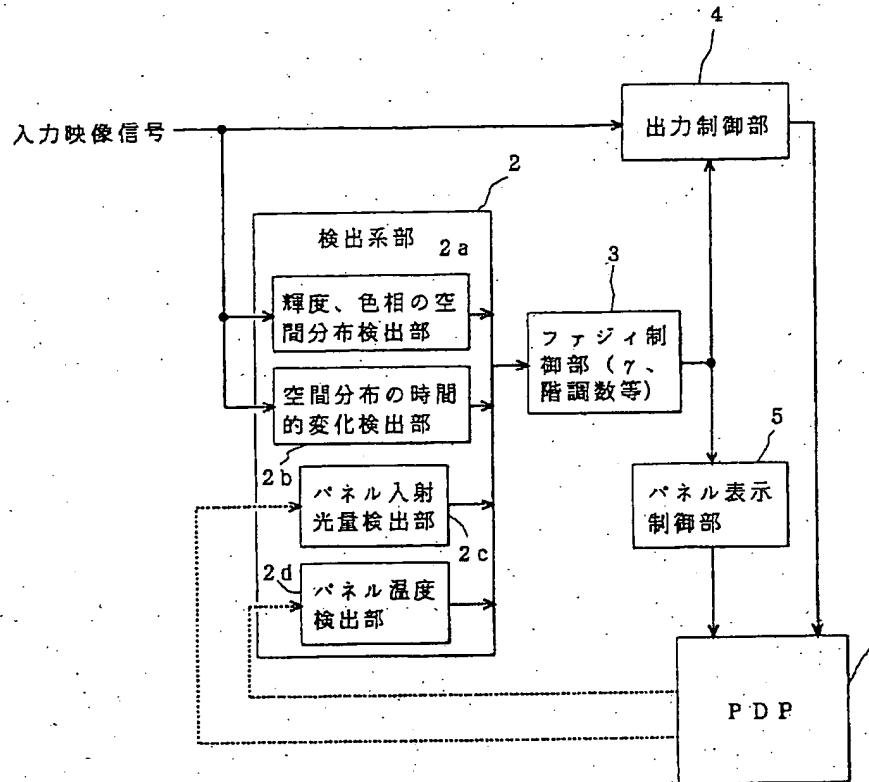 4
入力映像信号
出力制御部
2
検出系部
2a
3
輝度、色相の空
間分布検出部
ファジィ制
御部(γ、
階調数等)
空間分布の時間
的変化検出部
2b
5
パネル入射
光量検出部
2c
パネル表示
制御部
2d
パネル温度
検出部
PDP